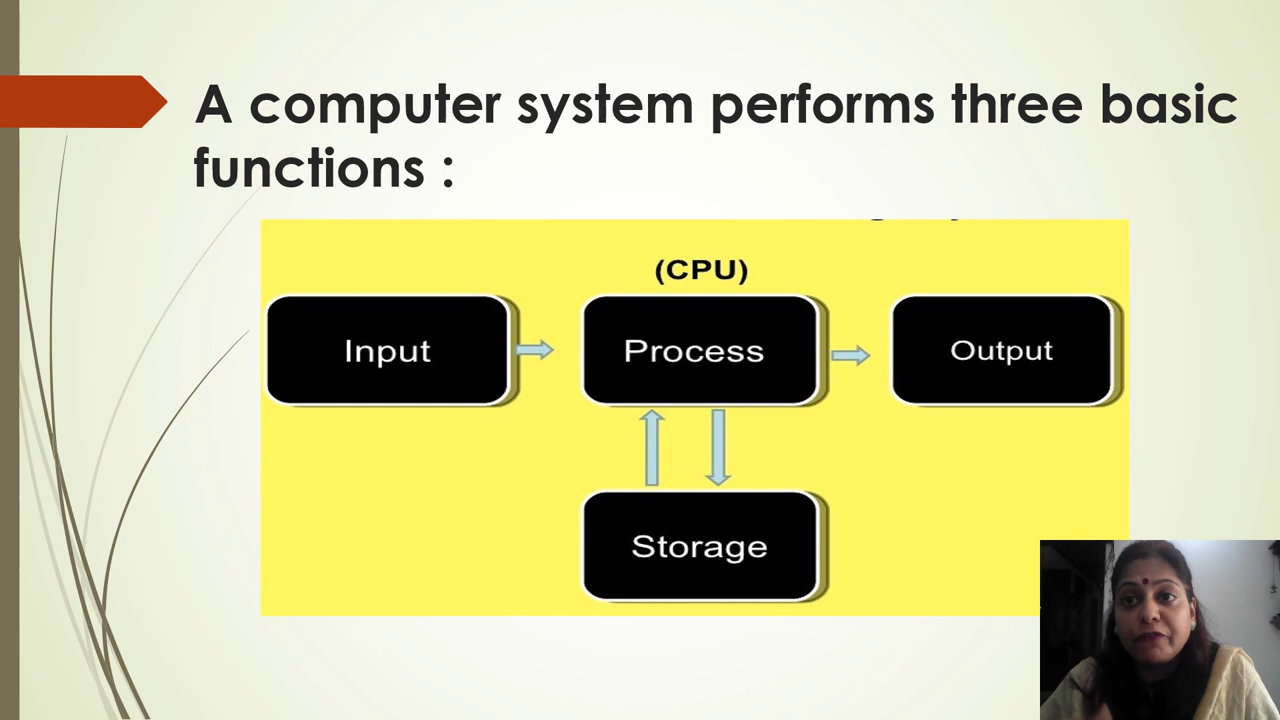 A computer system performs three basic
functions :
(CPU)
Input
Process
Output
Storage